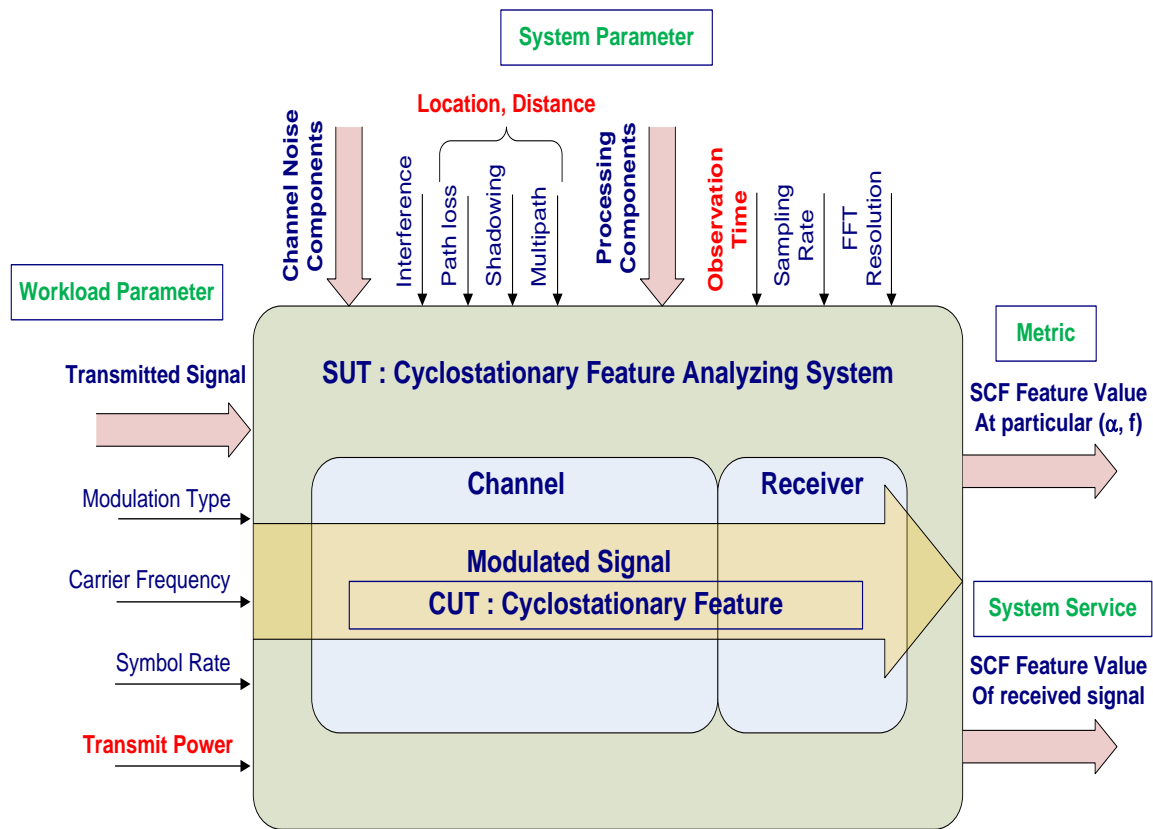 System Parameter
Location, Distance
Channel Noise
Components
Interference
Path loss
Shadowing
Multipath
Processing
Components
Observation
Time
Sampling
Rate
FFT
Resolution
Workload Parameter
Transmitted Signal
Modulation Type
Carrier Frequency
Symbol Rate
Transmit Power
SUT : Cyclostationary Feature Analyzing System
Channel
Receiver
Modulated Signal
CUT : Cyclostationary Feature
Metric
SCF Feature Value
At particular (α, f)
System Service
SCF Feature Value
Of received signal